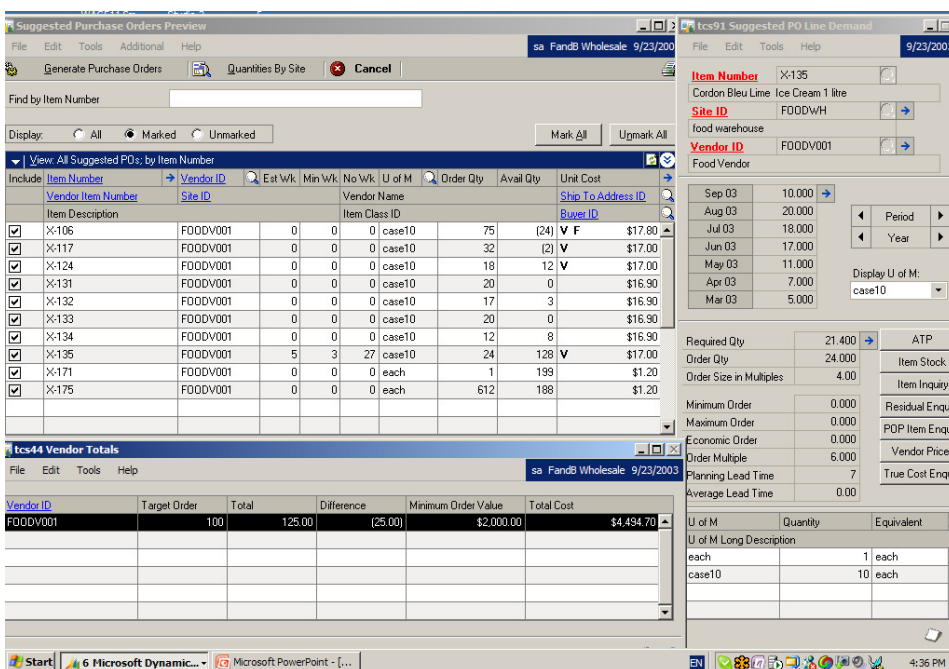 Suggested Purchase Orders Preview
File Edit Tools Additional Help sa FandB Wholesale 9/23/200
Generate Purchase Orders Quantities By Site Cancel
Find by Item Number
Display: All Marked Unmarked Mark All Unmark All
View: All Suggested POs; by Item Number
Include Item Number Vendor ID Est Wk Min Wk No Wk U of M Order Qty Avail Qty Unit Cost
Vendor Item Number Site ID Vendor Name Ship To Address ID
Item Description Item Class ID Buyer ID
X-106 FOODV001 0 0 0 case10 75 (24) V F $17.80
X-117 FOODV001 0 0 0 case10 32 (2) V $17.00
X-124 FOODV001 0 0 0 case10 18 12 V $17.00
X-131 FOODV001 0 0 0 case10 20 0 $16.90
X-132 FOODV001 0 0 0 case10 17 3 $16.90
X-133 FOODV001 0 0 0 case10 20 0 $16.90
X-134 FOODV001 0 0 0 case10 12 8 $16.90
X-135 FOODV001 5 3 27 case10 24 128 V $17.00
X-171 FOODV001 0 0 0 each 1 199 $1.20
X-175 FOODV001 0 0 0 each 612 188 $1.20
tcs44 Vendor Totals
File Edit Tools Help sa FandB Wholesale 9/23/2003
Vendor ID Target Order Total Difference Minimum Order Value Total Cost
FOODV001 100 125.00 (25.00) $2,000.00 $4,494.70
tcs91 Suggested PO Line Demand
File Edit Tools Help 9/23/2003
Item Number X-135
Cordon Bleu Lime Ice Cream 1 litre
Site ID FOODWH
food warehouse
Vendor ID FOODV001
Food Vendor
Sep 03 10.000
Aug 03 20.000
Jul 03 18.000
Jun 03 17.000
May 03 11.000
Apr 03 7.000
Mar 03 5.000
Period
Year
Display U of M:
case10
Required Qty 21.400 ATP
Order Qty 24.000 Item Stock
Order Size in Multiples 4.00 Item Inquiry
Minimum Order 0.000 Residual Enqu
Maximum Order 0.000 POP Item Enqu
Economic Order 0.000 Vendor Price
Order Multiple 6.000 True Cost Enqu
Planning Lead Time 7
Average Lead Time 0.00
U of M Quantity Equivalent
U of M Long Description
each 1 each
case10 10 each
Start 6 Microsoft Dynamic... Microsoft PowerPoint - [... EN 4:36 PM